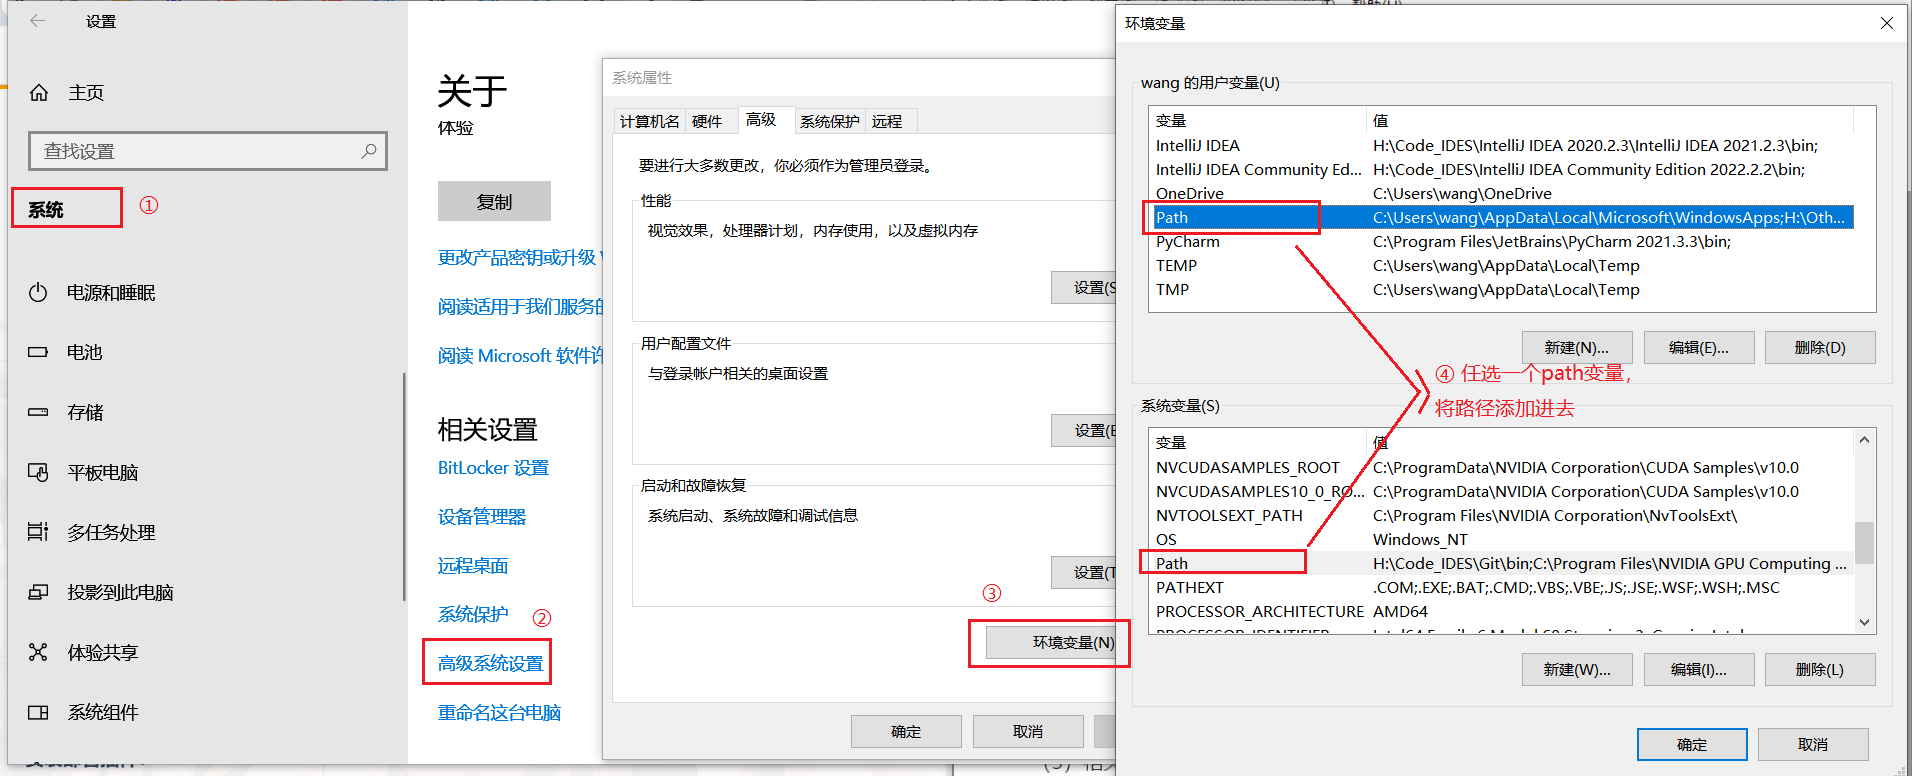 设置
主页
查找设置
系统
①
电源和睡眠
电池
存储
平板电脑
多任务处理
投影到此电脑
体验共享
系统组件
关于
体验
复制
更改产品密钥或升级
阅读适用于我们服务的
阅读 Microsoft 软件许
相关设置
BitLocker 设置
设备管理器
远程桌面
系统保护
②
高级系统设置
重命名这台电脑
系统属性
计算机名 硬件 高级 系统保护 远程
要进行大多数更改，你必须作为管理员登录。
性能
视觉效果，处理器计划，内存使用，以及虚拟内存
设置(S
用户配置文件
与登录帐户相关的桌面设置
设置(E
启动和故障恢复
系统启动、系统故障和调试信息
设置(T
③
环境变量(N)
确定 取消
环境变量
wang 的用户变量(U)
变量 值
IntelliJ IDEA H:\Code_IDES\IntelliJ IDEA 2020.2.3\IntelliJ IDEA 2021.2.3\bin;
IntelliJ IDEA Community Ed... H:\Code_IDES\IntelliJ IDEA Community Edition 2022.2.2\bin;
OneDrive C:\Users\wang\OneDrive
Path C:\Users\wang\AppData\Local\Microsoft\WindowsApps;H:\Oth...
PyCharm C:\Program Files\JetBrains\PyCharm 2021.3.3\bin;
TEMP C:\Users\wang\AppData\Local\Temp
TMP C:\Users\wang\AppData\Local\Temp
新建(N)... 编辑(E)... 删除(D)
④ 任选一个path变量，
将路径添加进去
系统变量(S)
变量 值
NVCUDASAMPLES_ROOT C:\ProgramData\NVIDIA Corporation\CUDA Samples\v10.0
NVCUDASAMPLES10_0_RO... C:\ProgramData\NVIDIA Corporation\CUDA Samples\v10.0
NVTOOLSEXT_PATH C:\Program Files\NVIDIA Corporation\NvToolsExt\
OS Windows_NT
Path H:\Code_IDES\Git\bin;C:\Program Files\NVIDIA GPU Computing ...
PATHEXT .COM;.EXE;.BAT;.CMD;.VBS;.VBE;.JS;.JSE;.WSF;.WSH;.MSC
PROCESSOR_ARCHITECTURE AMD64
新建(W)... 编辑(I)... 删除(L)
确定 取消